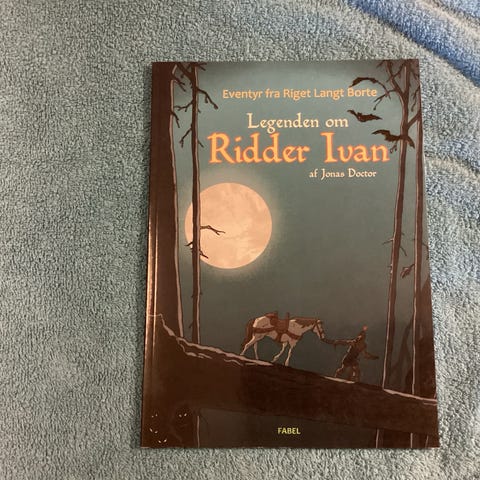 Eventyr fra Riget Langt Borte
Legenden om
Ridder Ivan
af Jonas Doctor
FABEL